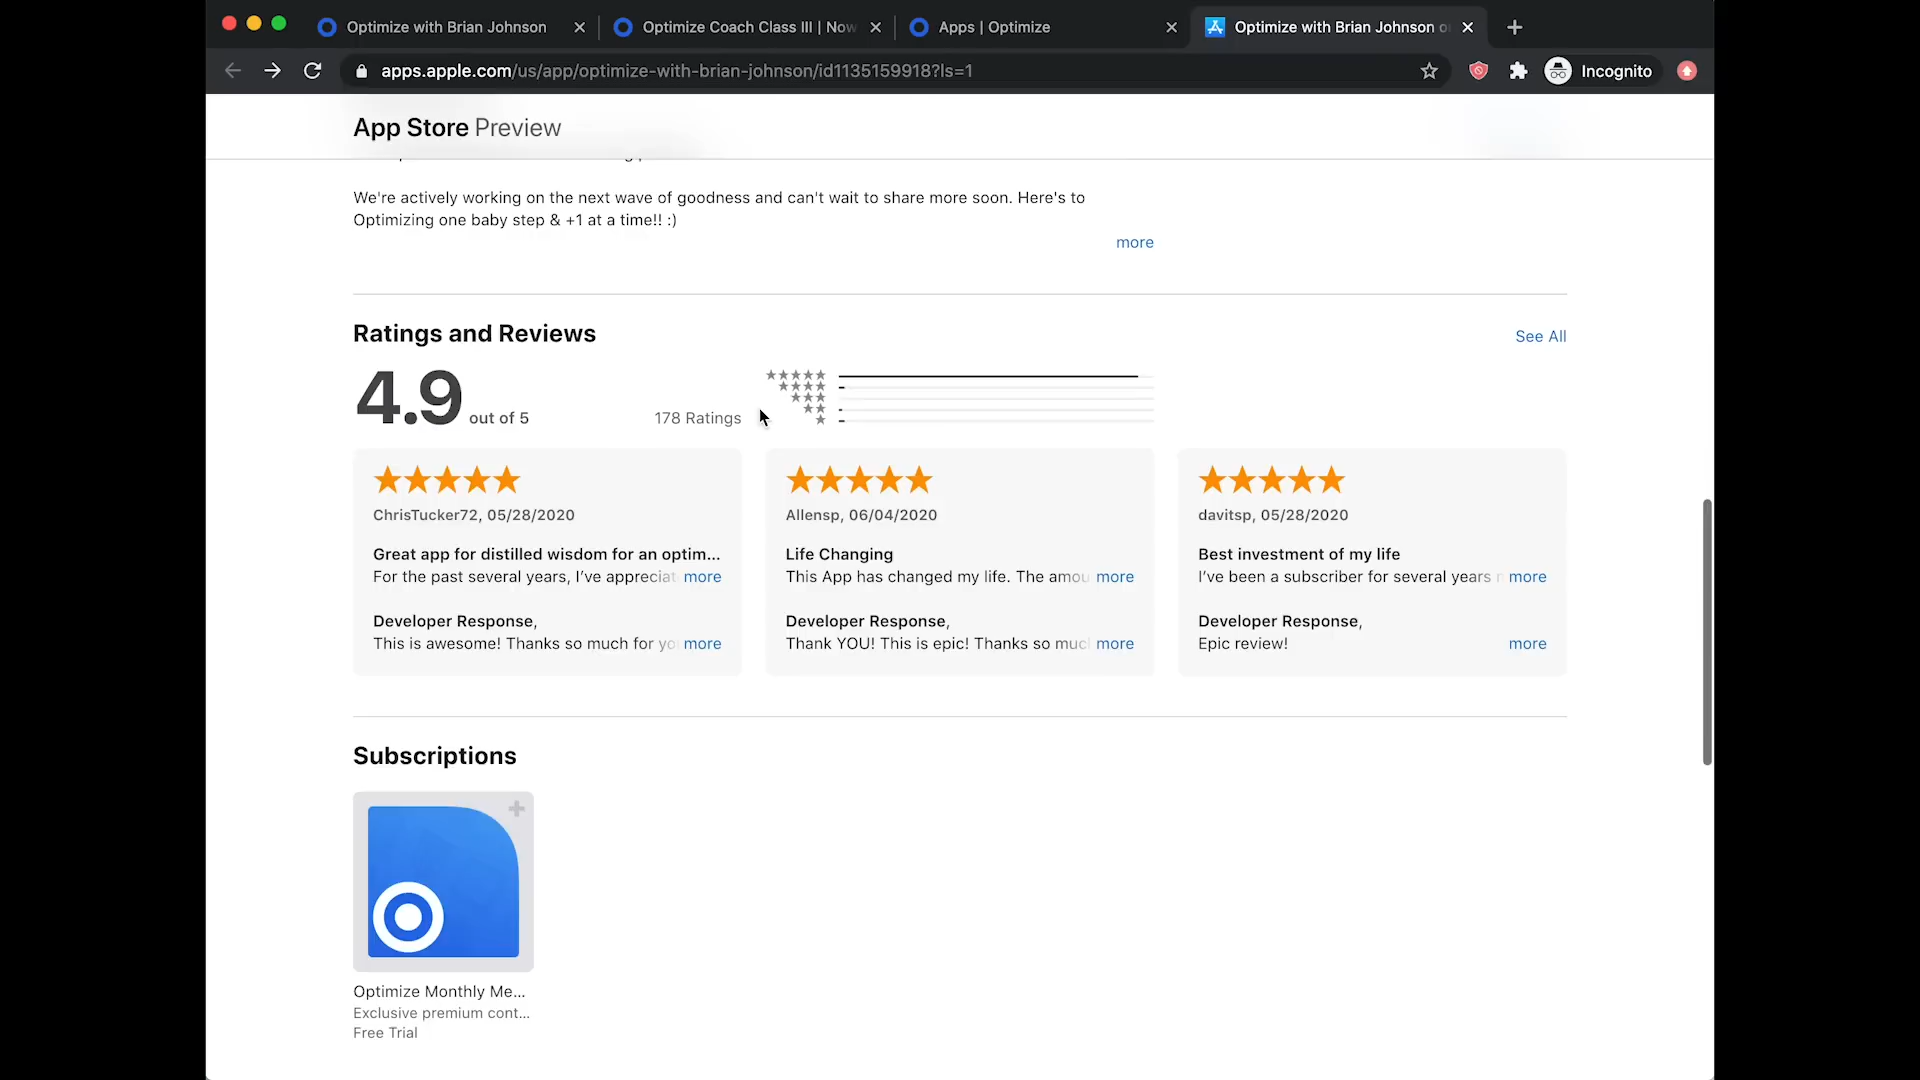 Optimize with Brian Johnson
Optimize Coach Class III | Now
Apps | Optimize
Optimize with Brian Johnson o
apps.apple.com/us/app/optimize-with-brian-johnson/id1135159918?ls=1
Incognito
App Store Preview
We're actively working on the next wave of goodness and can't wait to share more soon. Here's to
Optimizing one baby step & +1 at a time!! :)
more
Ratings and Reviews
See All
4.9 out of 5
178 Ratings
ChrisTucker72, 05/28/2020
Great app for distilled wisdom for an optim...
For the past several years, I've appreciat more
Developer Response,
This is awesome! Thanks so much for yo more
Allensp, 06/04/2020
Life Changing
This App has changed my life. The amou more
Developer Response,
Thank YOU! This is epic! Thanks so muc more
davitsp, 05/28/2020
Best investment of my life
I've been a subscriber for several years more
Developer Response,
Epic review! more
Subscriptions
Optimize Monthly Me...
Exclusive premium cont...
Free Trial